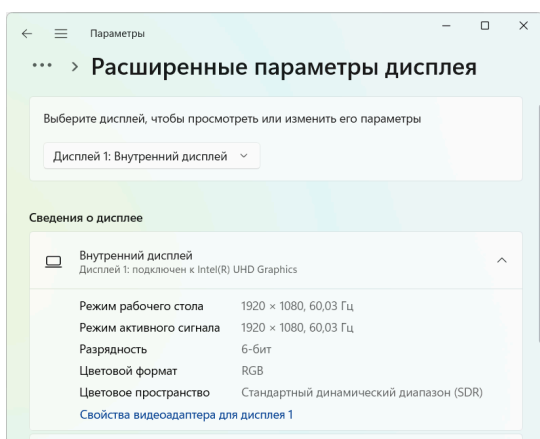 Параметры
Расширенные параметры дисплея
Выберите дисплей, чтобы просмотреть или изменить его параметры
Дисплей 1: Внутренний дисплей
Сведения о дисплее
Внутренний дисплей
Дисплей 1: подключен к Intel(R) UHD Graphics
Режим рабочего стола 1920 × 1080, 60,03 Гц
Режим активного сигнала 1920 × 1080, 60,03 Гц
Разрядность 6-бит
Цветовой формат RGB
Цветовое пространство Стандартный динамический диапазон (SDR)
Свойства видеоадаптера для дисплея 1